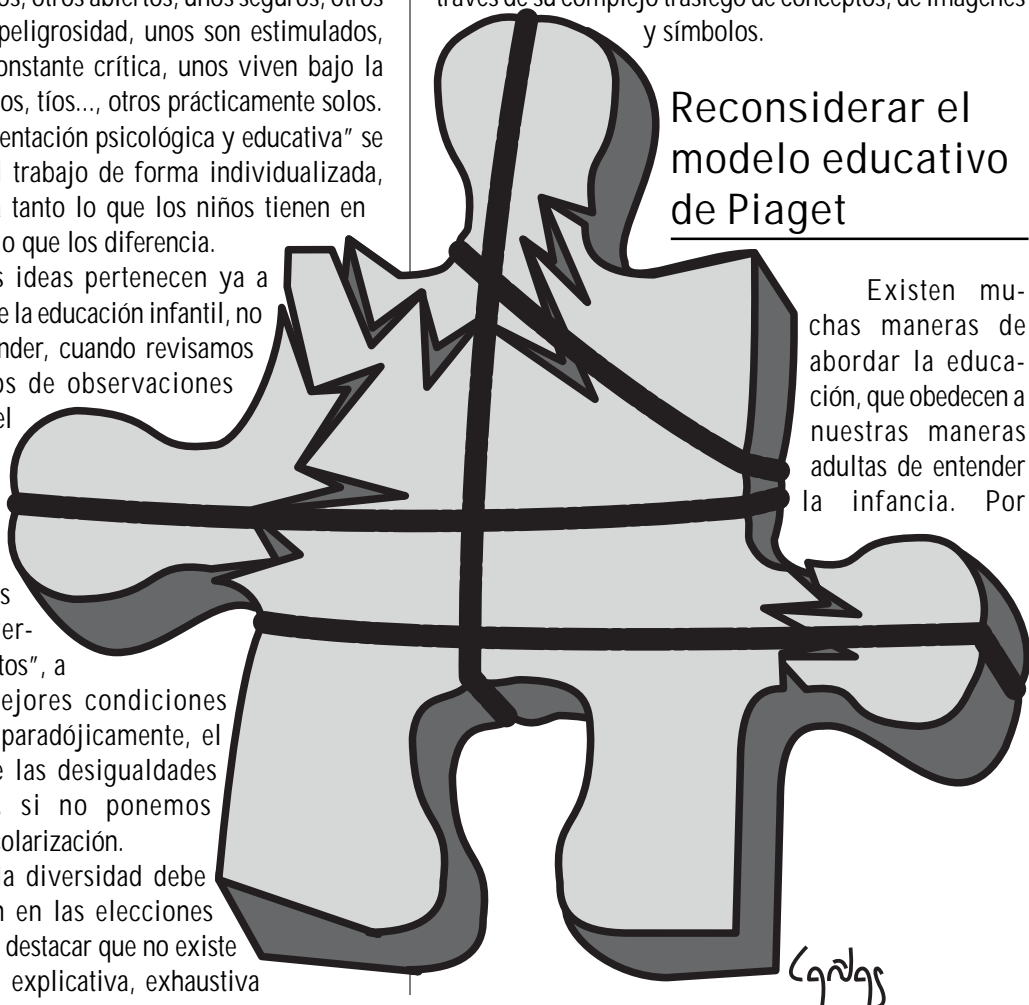 os, otros abiertos, unos seguros, otros
peligrosidad, unos son estimulados,
onstante crítica, unos viven bajo la
os, tíos..., otros prácticamente solos.
entación psicológica y educativa" se
trabajo de forma individualizada,
tanto lo que los niños tienen en
o que los diferencia.
s ideas pertenecen ya a
e la educación infantil, no
nder, cuando revisamos
os de observaciones
el
s
er-
tos", a
ejores condiciones
paradójicamente, el
e las desigualdades
si no ponemos
olarización.
la diversidad debe
n en las elecciones
destacar que no existe
explicativa, exhaustiva
través de su complejo trasiego de conceptos, de imágenes
y símbolos.
Reconsiderar el
modelo educativo
de Piaget
Existen mu-
chas maneras de
abordar la educa-
ción, que obedecen a
nuestras maneras
adultas de entender
la infancia. Por